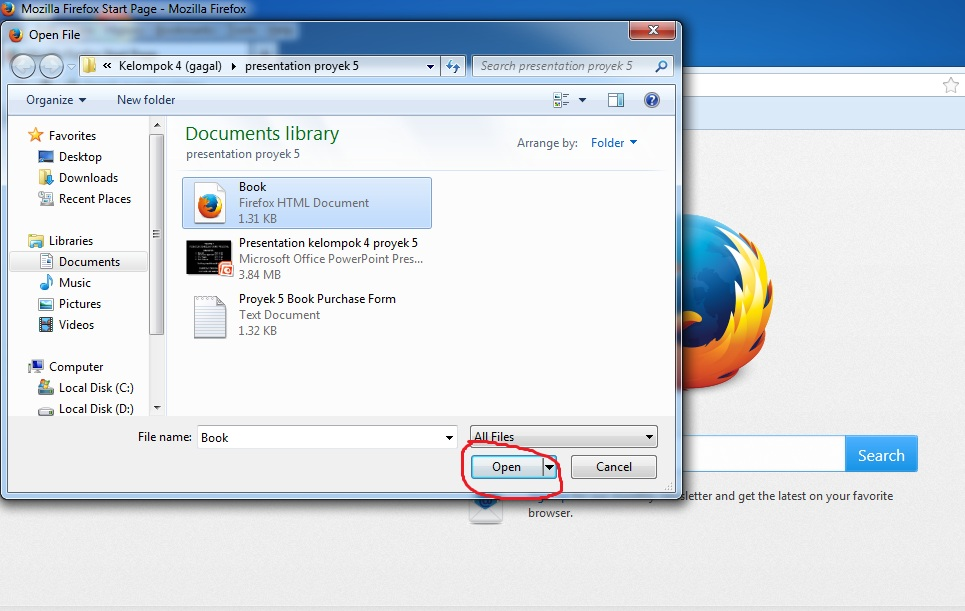 Mozilla Firefox Start Page - Mozilla Firefox
Open File
« Kelompok 4 (gagal) presentation proyek 5
Search presentation proyek 5
Organize New folder
Favorites
Desktop
Downloads
Recent Places
Libraries
Documents
Music
Pictures
Videos
Computer
Local Disk (C:)
Local Disk (D:)
Documents library
presentation proyek 5
Arrange by: Folder
Book
Firefox HTML Document
1.31 KB
Presentation kelompok 4 proyek 5
Microsoft Office PowerPoint Pres...
3.84 MB
Proyek 5 Book Purchase Form
Text Document
1.32 KB
File name: Book All Files
Open Cancel
Search
and get the latest on your favorite
browser.